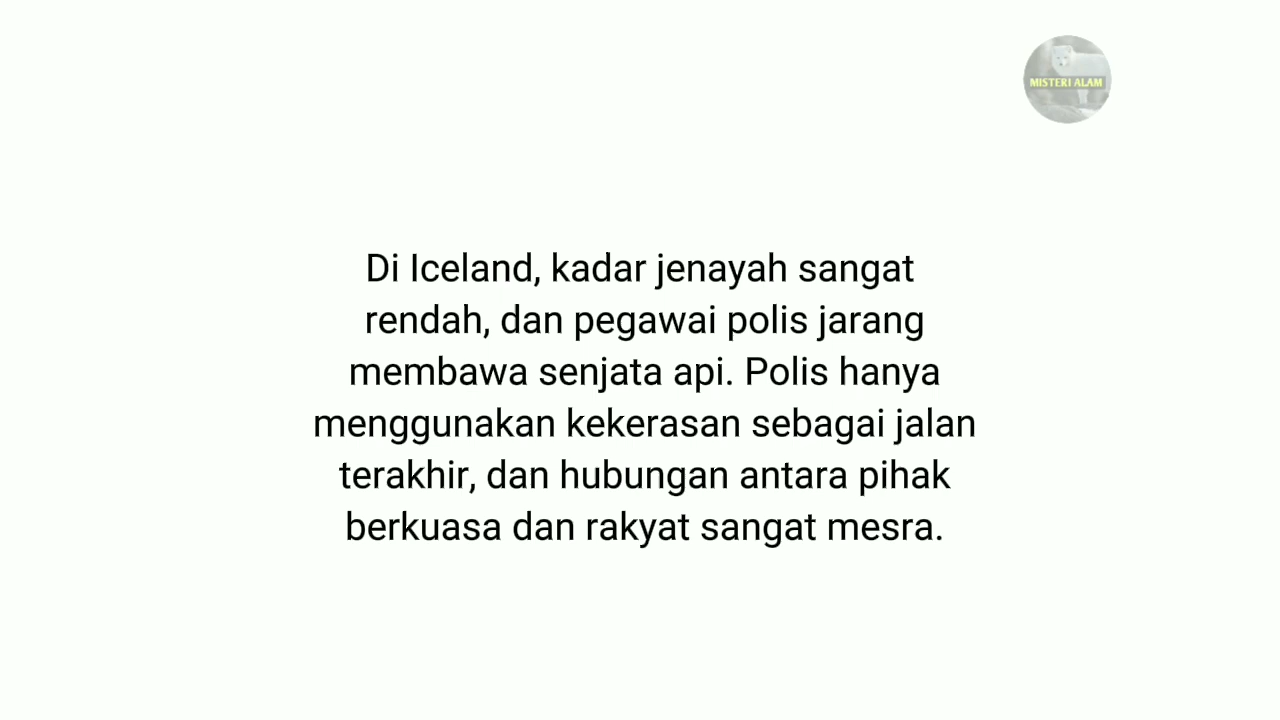 MISTERI ALAM
Di Iceland, kadar jenayah sangat
rendah, dan pegawai polis jarang
membawa senjata api. Polis hanya
menggunakan kekerasan sebagai jalan
terakhir, dan hubungan antara pihak
berkuasa dan rakyat sangat mesra.